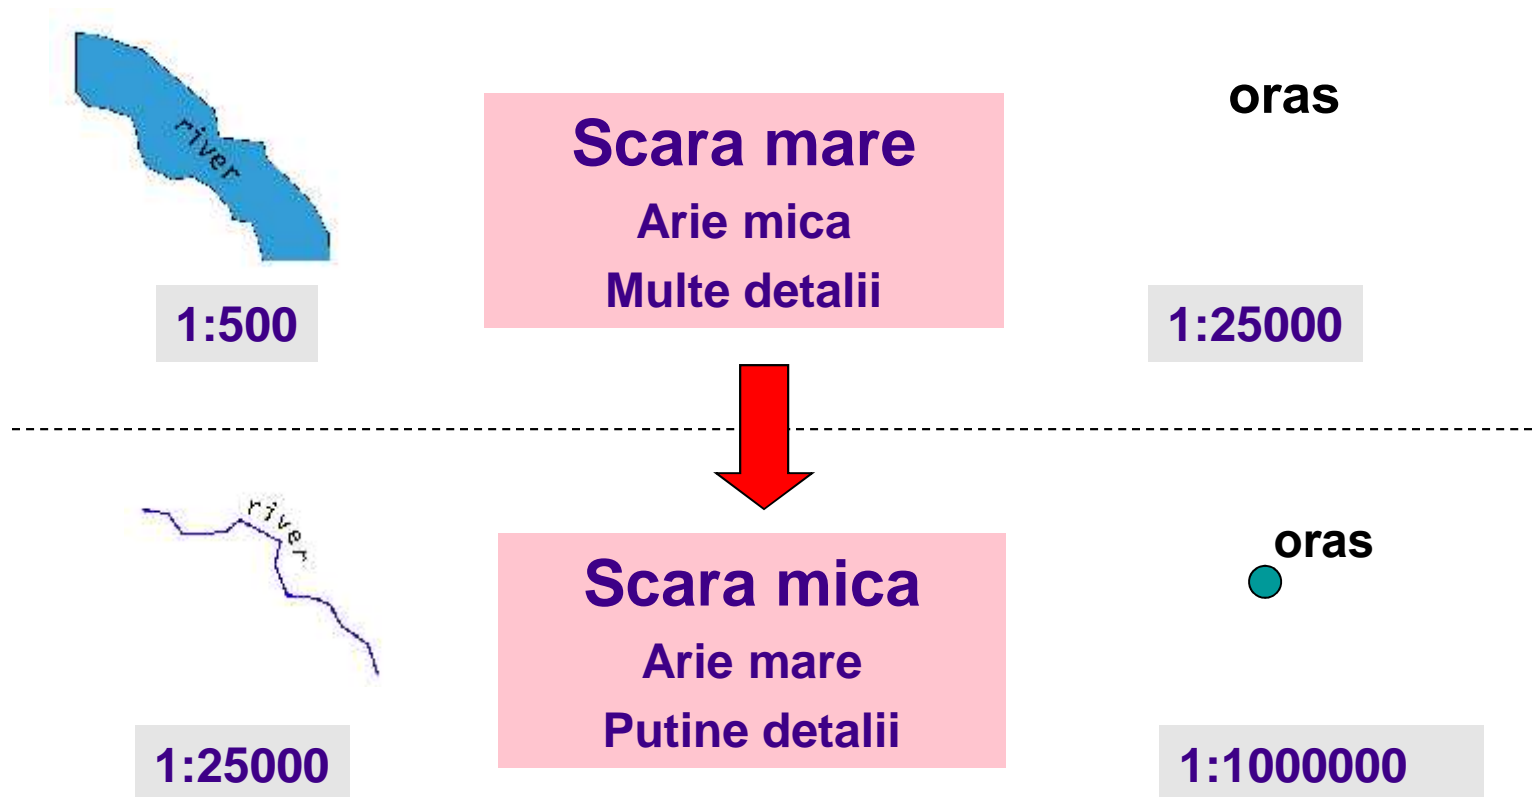 river
1:500
Scara mare
Arie mica
Multe detalii
oras
1:25000
river
1:25000
Scara mica
Arie mare
Putine detalii
oras
1:1000000